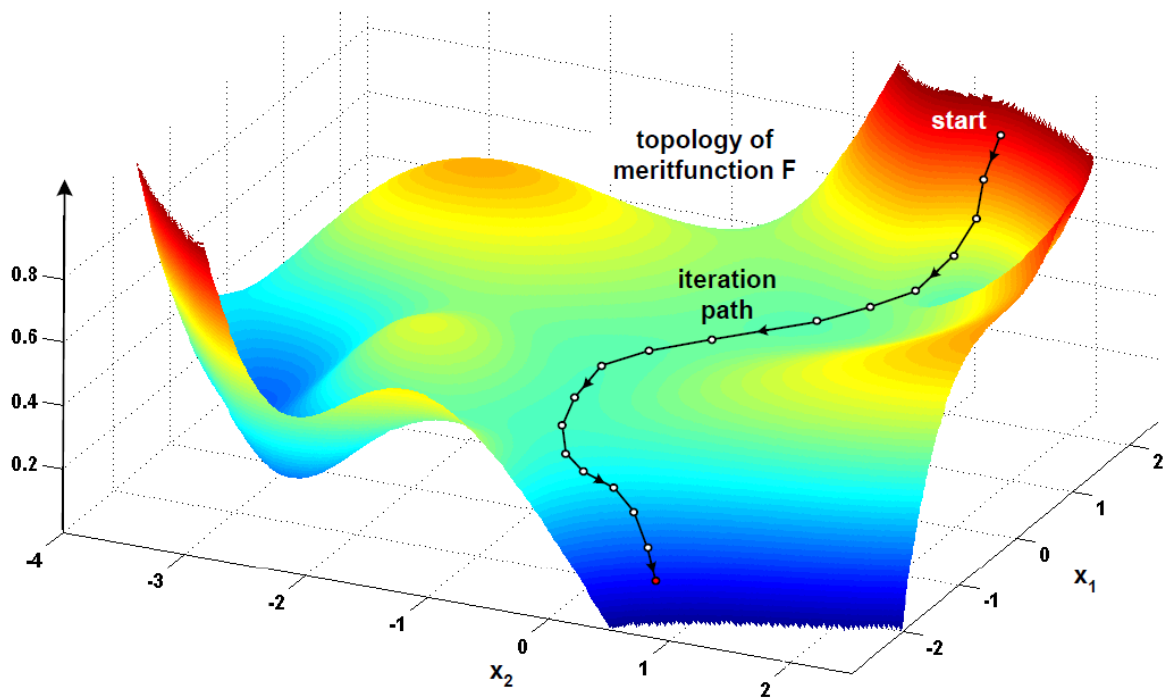 start
topology of
meritfunction F
iteration
path
0.8
0.6
0.4
0.2
-4
-3
-2
-1
0
1
2
x2
-2
-1
0
1
2
x1